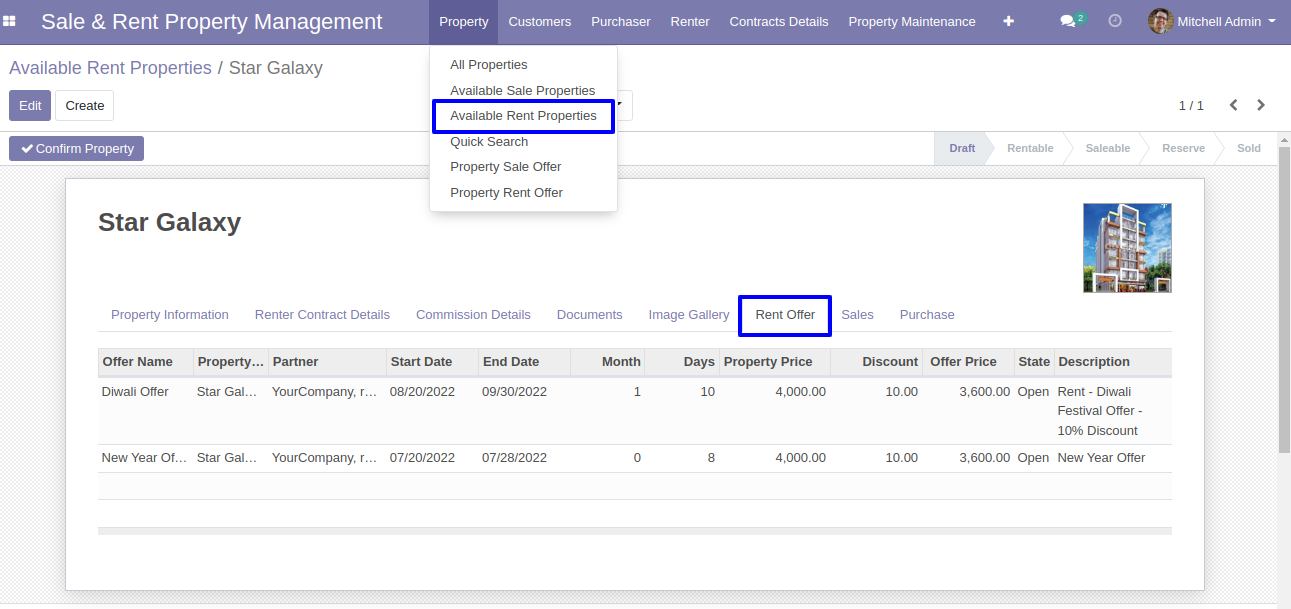 Sale & Rent Property Management Property Customers Purchaser Renter Contracts Details Property Maintenance 2 Mitchell Admin
Available Rent Properties / Star Galaxy
All Properties
Available Sale Properties
Available Rent Properties
Quick Search
Property Sale Offer
Property Rent Offer
Edit Create 1 / 1
Confirm Property Draft Rentable Saleable Reserve Sold
Star Galaxy
Property Information Renter Contract Details Commission Details Documents Image Gallery Rent Offer Sales Purchase
Offer Name Property… Partner Start Date End Date Month Days Property Price Discount Offer Price State Description
Diwali Offer Star Gal… YourCompany, r… 08/20/2022 09/30/2022 1 10 4,000.00 10.00 3,600.00 Open Rent - Diwali
Festival Offer -
10% Discount
New Year Of… Star Gal… YourCompany, r… 07/20/2022 07/28/2022 0 8 4,000.00 10.00 3,600.00 Open New Year Offer